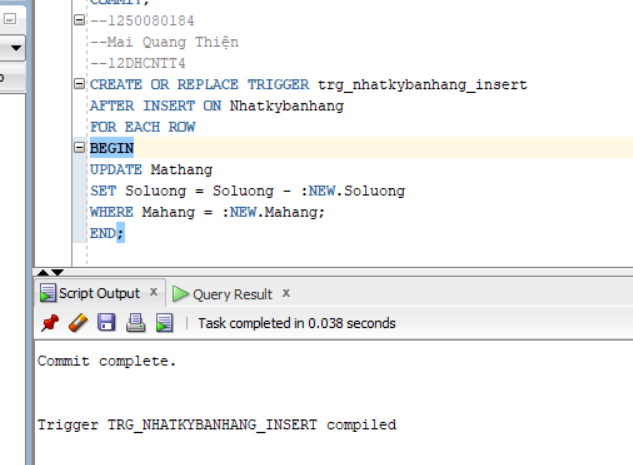 COMMIT;
--1250080184
--Mai Quang Thiện
--12DHCNTT4
CREATE OR REPLACE TRIGGER trg_nhatkybanhang_insert
AFTER INSERT ON Nhatkybanhang
FOR EACH ROW
BEGIN
UPDATE Mathang
SET Soluong = Soluong - :NEW.Soluong
WHERE Mahang = :NEW.Mahang;
END;
Script Output x Query Result x
Task completed in 0.038 seconds
Commit complete.
Trigger TRG_NHATKYBANHANG_INSERT compiled